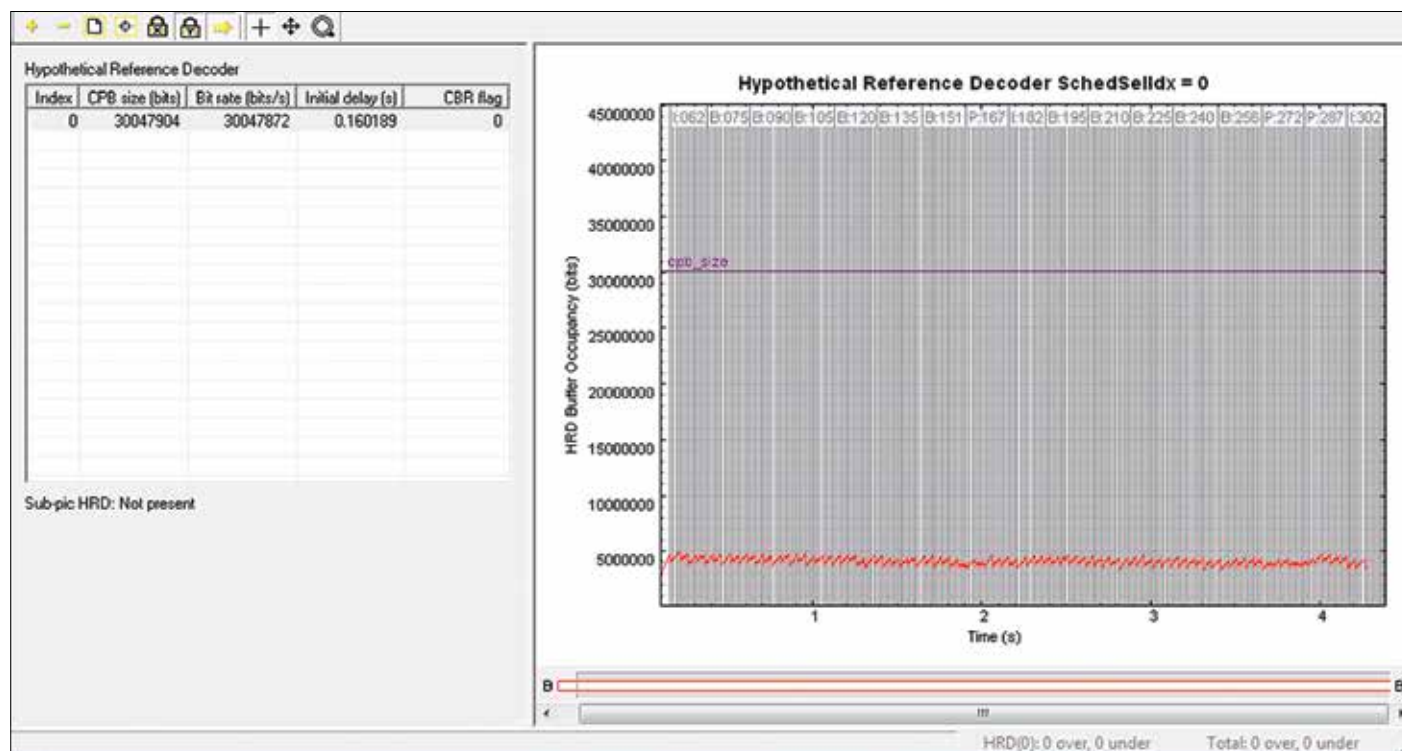 Hypothetical Reference Decoder
Index CPB size (bits) Bit rate (bits/s) Initial delay (s) CBR flag
0 30047904 30047872 0.160189 0
Sub-pic HRD: Not present
Hypothetical Reference Decoder SchedSelIdx = 0
I:062 B:075 B:090 B:105 B:120 B:135 B:151 P:167 I:182 B:195 B:210 B:225 B:240 B:256 P:272 P:287 I:302
45000000
40000000
35000000
cpb_size
30000000
25000000
20000000
15000000
10000000
5000000
HRD Buffer Occupancy (bits)
1 2 3 4
Time (s)
B
HRD(0): 0 over, 0 under Total: 0 over, 0 under